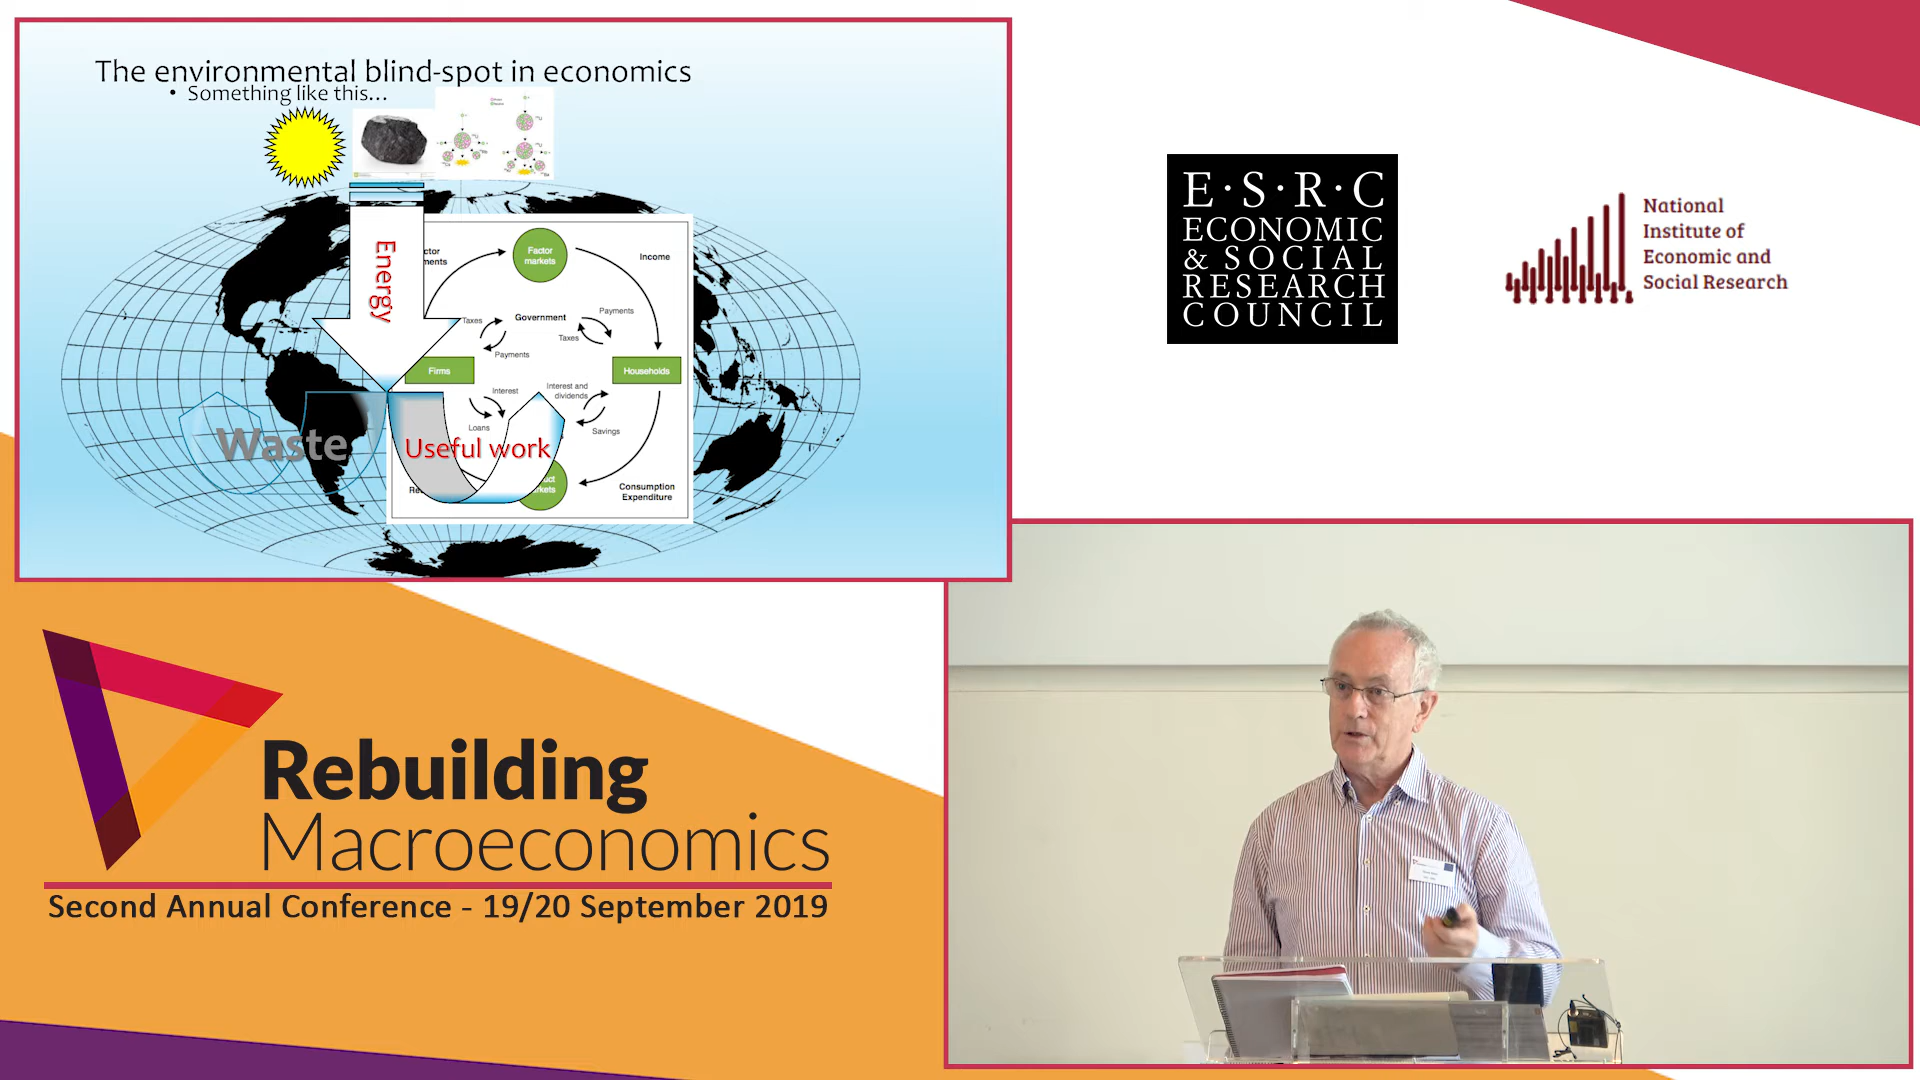 The environmental blind-spot in economics
• Something like this...
Energy
Factor
markets
Income
Taxes
Government
Payments
Taxes
Payments
Firms
Households
Interest
Interest and
dividends
Loans
Savings
Waste
Useful work
Consumption
Expenditure
E·S·R·C
ECONOMIC
& SOCIAL
RESEARCH
COUNCIL
National
Institute of
Economic and
Social Research
Rebuilding
Macroeconomics
Second Annual Conference - 19/20 September 2019